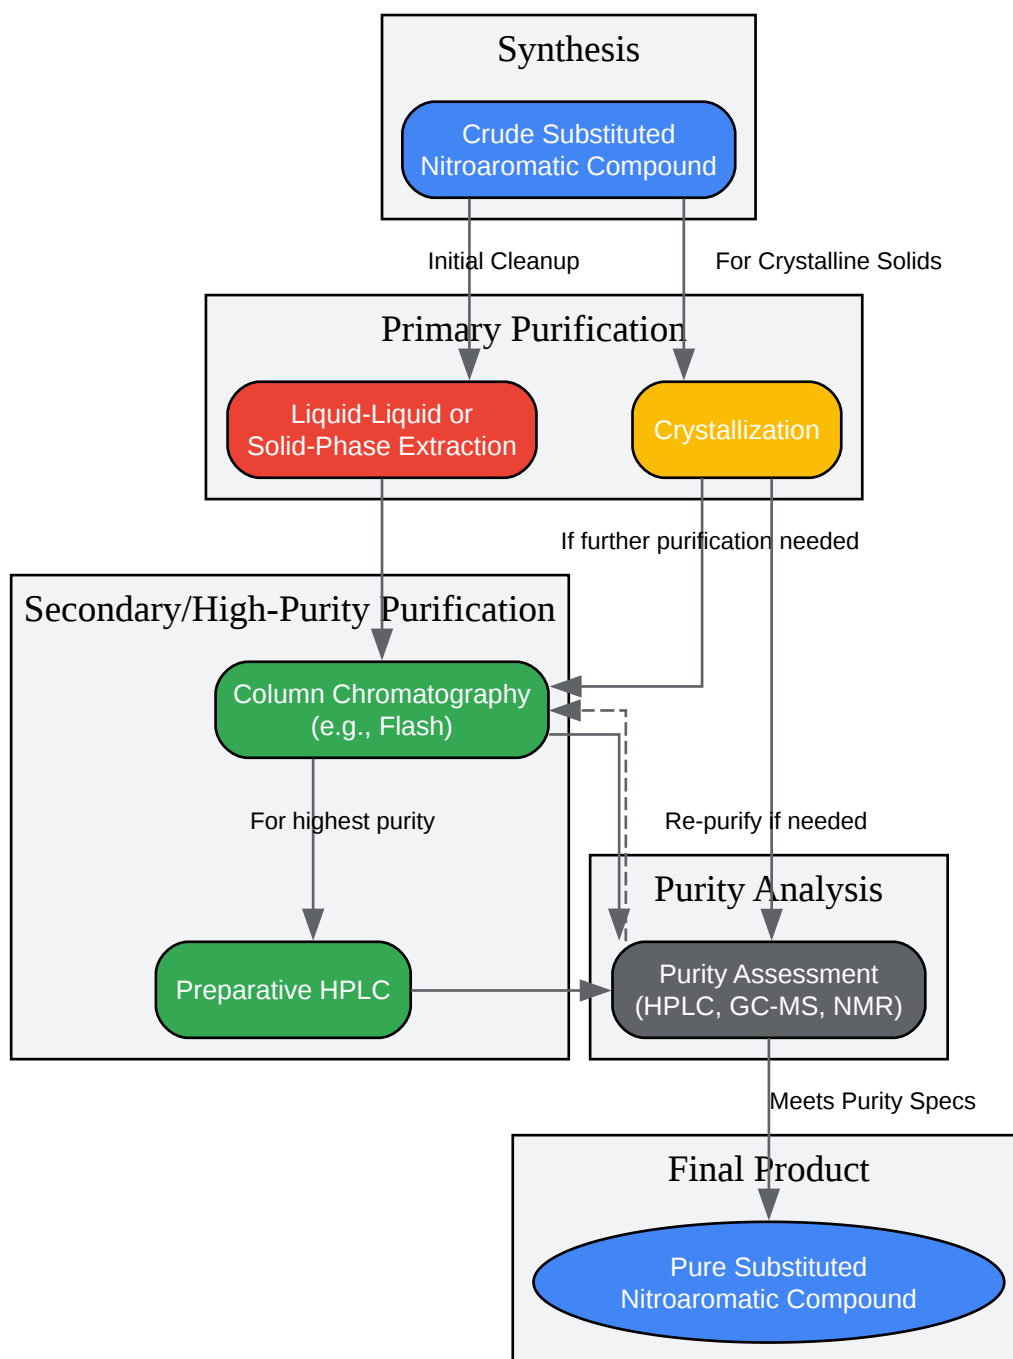 Synthesis
Crude Substituted
Nitroaromatic Compound
Initial Cleanup
For Crystalline Solids
Primary Purification
Liquid-Liquid or
Solid-Phase Extraction
Crystallization
If further purification needed
Secondary/High-Purity Purification
Column Chromatography
(e.g., Flash)
For highest purity
Re-purify if needed
Purity Analysis
Preparative HPLC
Purity Assessment
(HPLC, GC-MS, NMR)
Meets Purity Specs
Final Product
Pure Substituted
Nitroaromatic Compound